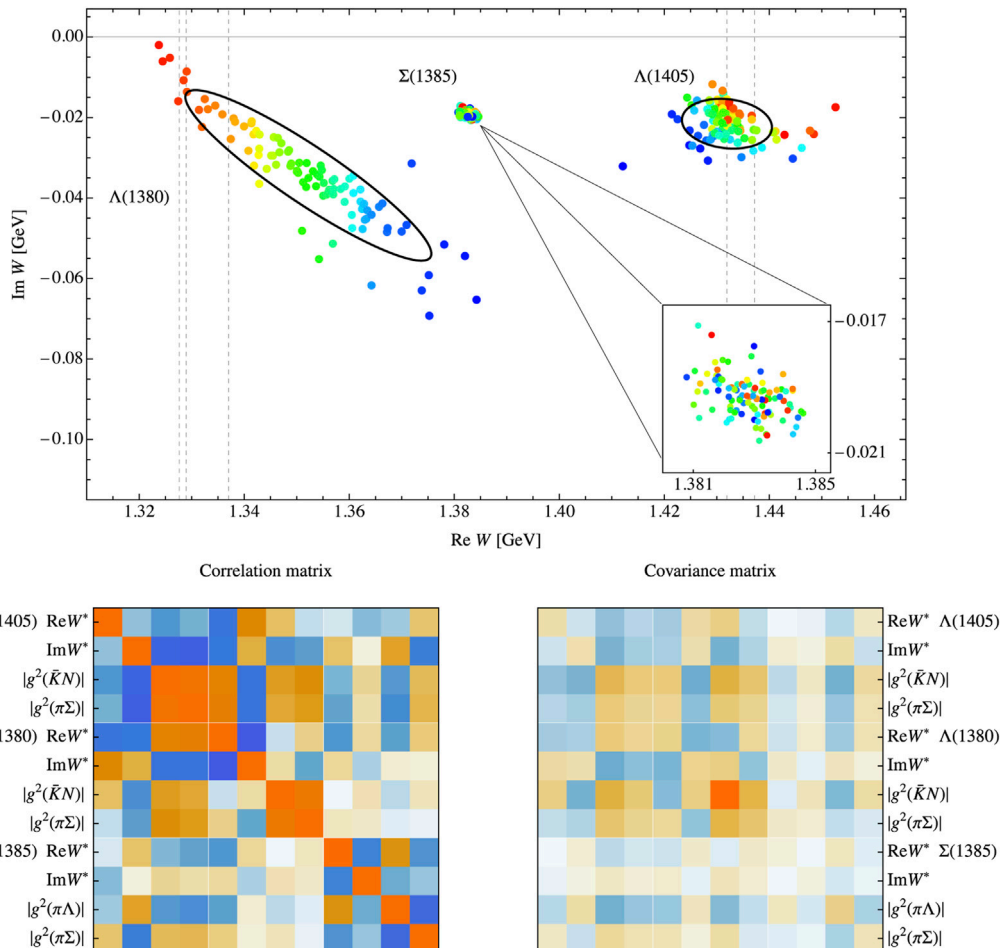 0.00
−0.02
−0.04
−0.06
−0.08
−0.10
Im W [GeV]
Λ(1380)
Σ(1385)
Λ(1405)
−0.017
−0.021
1.381
1.385
1.32
1.34
1.36
1.38
1.40
1.42
1.44
1.46
Re W [GeV]
Correlation matrix
1405) ReW*
ImW*
|g²(K̄N)|
|g²(πΣ)|
1380) ReW*
ImW*
|g²(K̄N)|
|g²(πΣ)|
1385) ReW*
ImW*
|g²(πΛ)|
|g²(πΣ)|
Covariance matrix
ReW* Λ(1405)
ImW*
|g²(K̄N)|
|g²(πΣ)|
ReW* Λ(1380)
ImW*
|g²(K̄N)|
|g²(πΣ)|
ReW* Σ(1385)
ImW*
|g²(πΛ)|
|g²(πΣ)|